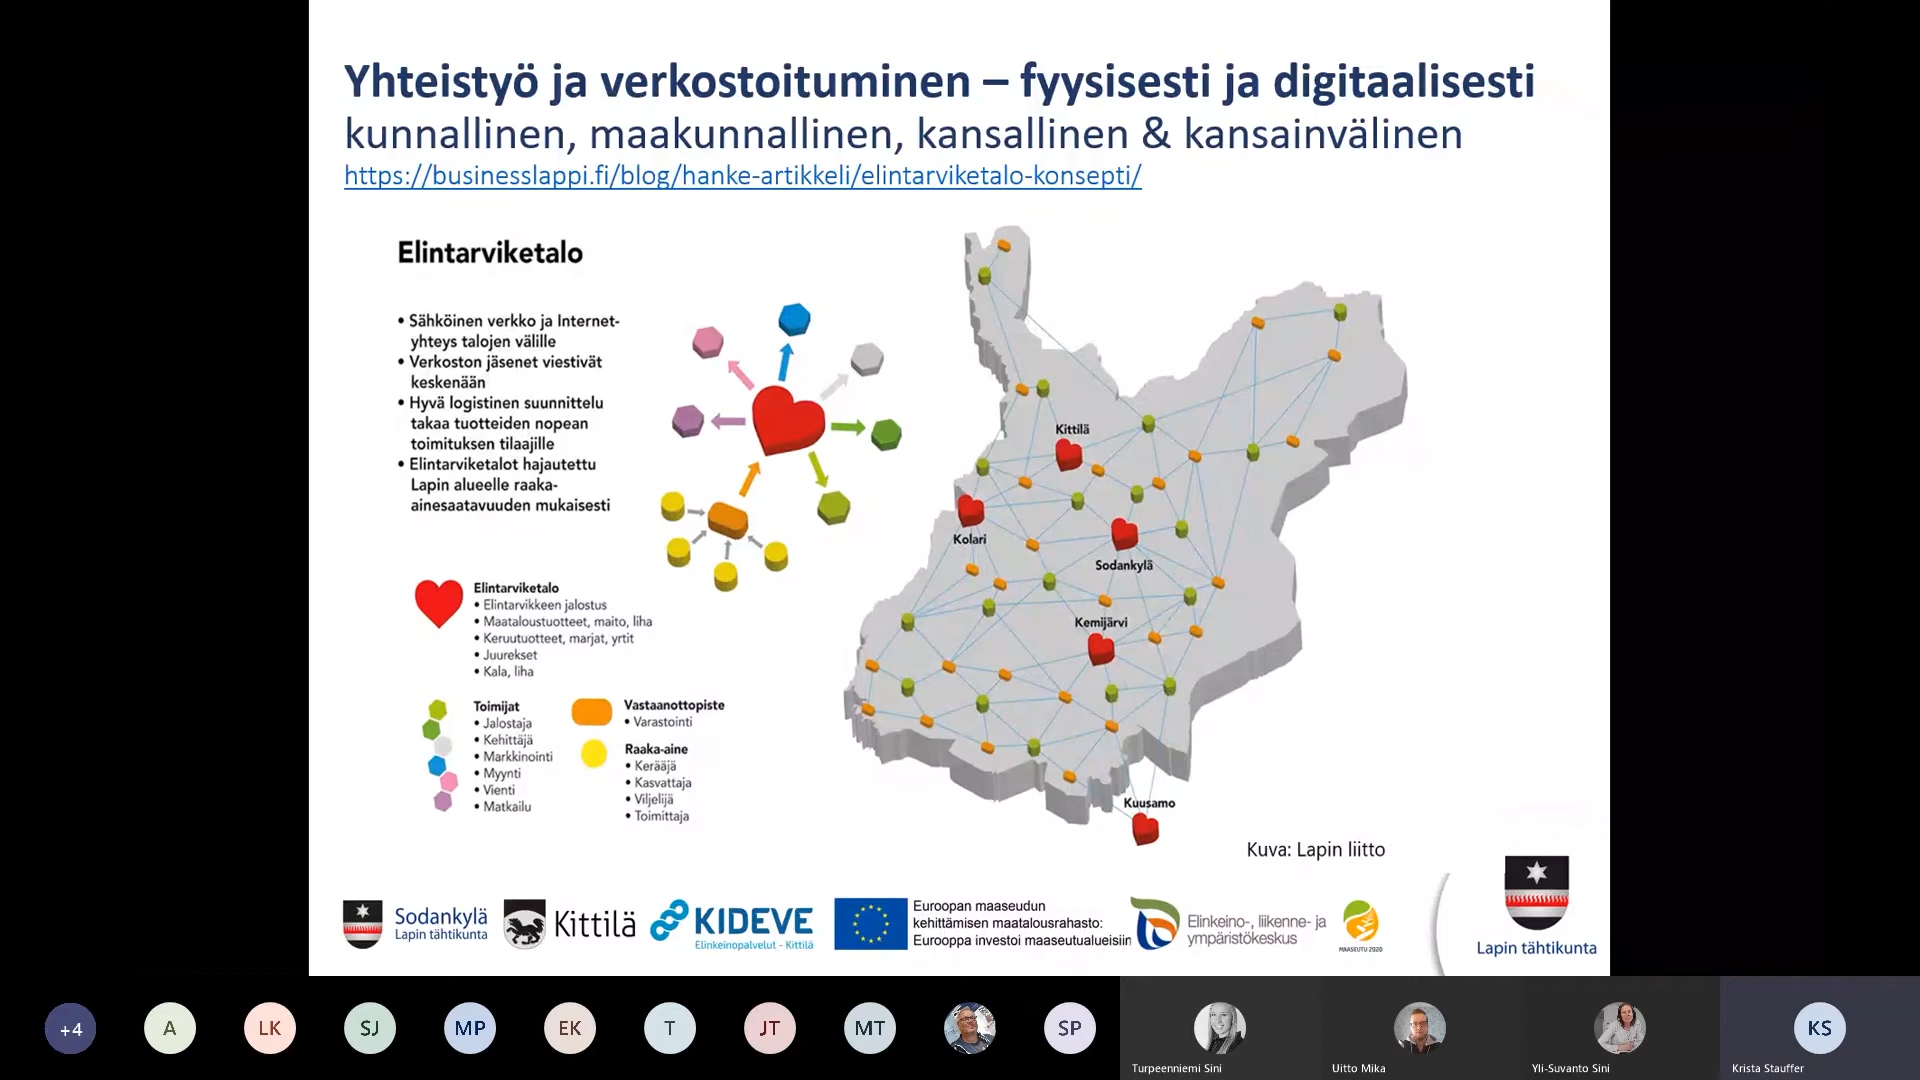 Yhteistyö ja verkostoituminen – fyysisesti ja digitaalisesti
kunnallinen, maakunnallinen, kansallinen & kansainvälinen
https://businesslappi.fi/blog/hanke-artikkeli/elintarviketalo-konsepti/
Elintarviketalo
• Sähköinen verkko ja Internet-
yhteys talojen välille
• Verkoston jäsenet viestivät
keskenään
• Hyvä logistinen suunnittelu
takaa tuotteiden nopean
toimituksen tilaajille
• Elintarviketalot hajautettu
Lapin alueelle raaka-
ainesaatavuuden mukaisesti
Elintarviketalo
• Elintarvikkeen jalostus
• Maataloustuotteet, maito, liha
• Keruutuotteet, marjat, yrtit
• Juurekset
• Kala, liha
Toimijat
• Jalostaja
• Kehittäjä
• Markkinointi
• Myynti
• Vienti
• Matkailu
Vastaanottopiste
• Varastointi
Raaka-aine
• Kerääjä
• Kasvattaja
• Viljelijä
• Toimittaja
Kittilä
Kolari
Sodankylä
Kemijärvi
Kuusamo
Kuva: Lapin liitto
Sodankylä
Lapin tähtikunta
Kittilä
KIDEVE
Elinkeinopalvelut - Kittilä
Euroopan maaseudun
kehittämisen maatalousrahasto:
Eurooppa investoi maaseutualueisiin
Elinkeino-, liikenne- ja
ympäristökeskus
MAASEUTU 2020
Lapin tähtikunta
+4
A
LK
SJ
MP
EK
T
JT
MT
SP
KS
Turpeenniemi Sini
Uitto Mika
Yli-Suvanto Sini
Krista Stauffer